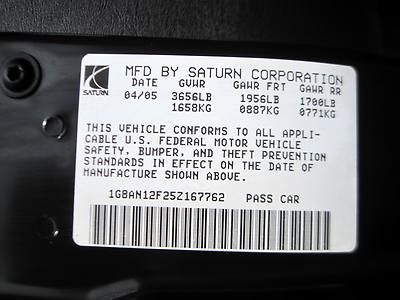 MFD BY SATURN CORPORATION
SATURN
DATE GVWR GAWR FRT GAWR RR
04/05 3656LB 1956LB 1700LB
1658KG 0887KG 0771KG
THIS VEHICLE CONFORMS TO ALL APPLI-
CABLE U.S. FEDERAL MOTOR VEHICLE
SAFETY, BUMPER, AND THEFT PREVENTION
STANDARDS IN EFFECT ON THE DATE OF
MANUFACTURE SHOWN ABOVE.
1G8AN12F25Z167762 PASS CAR